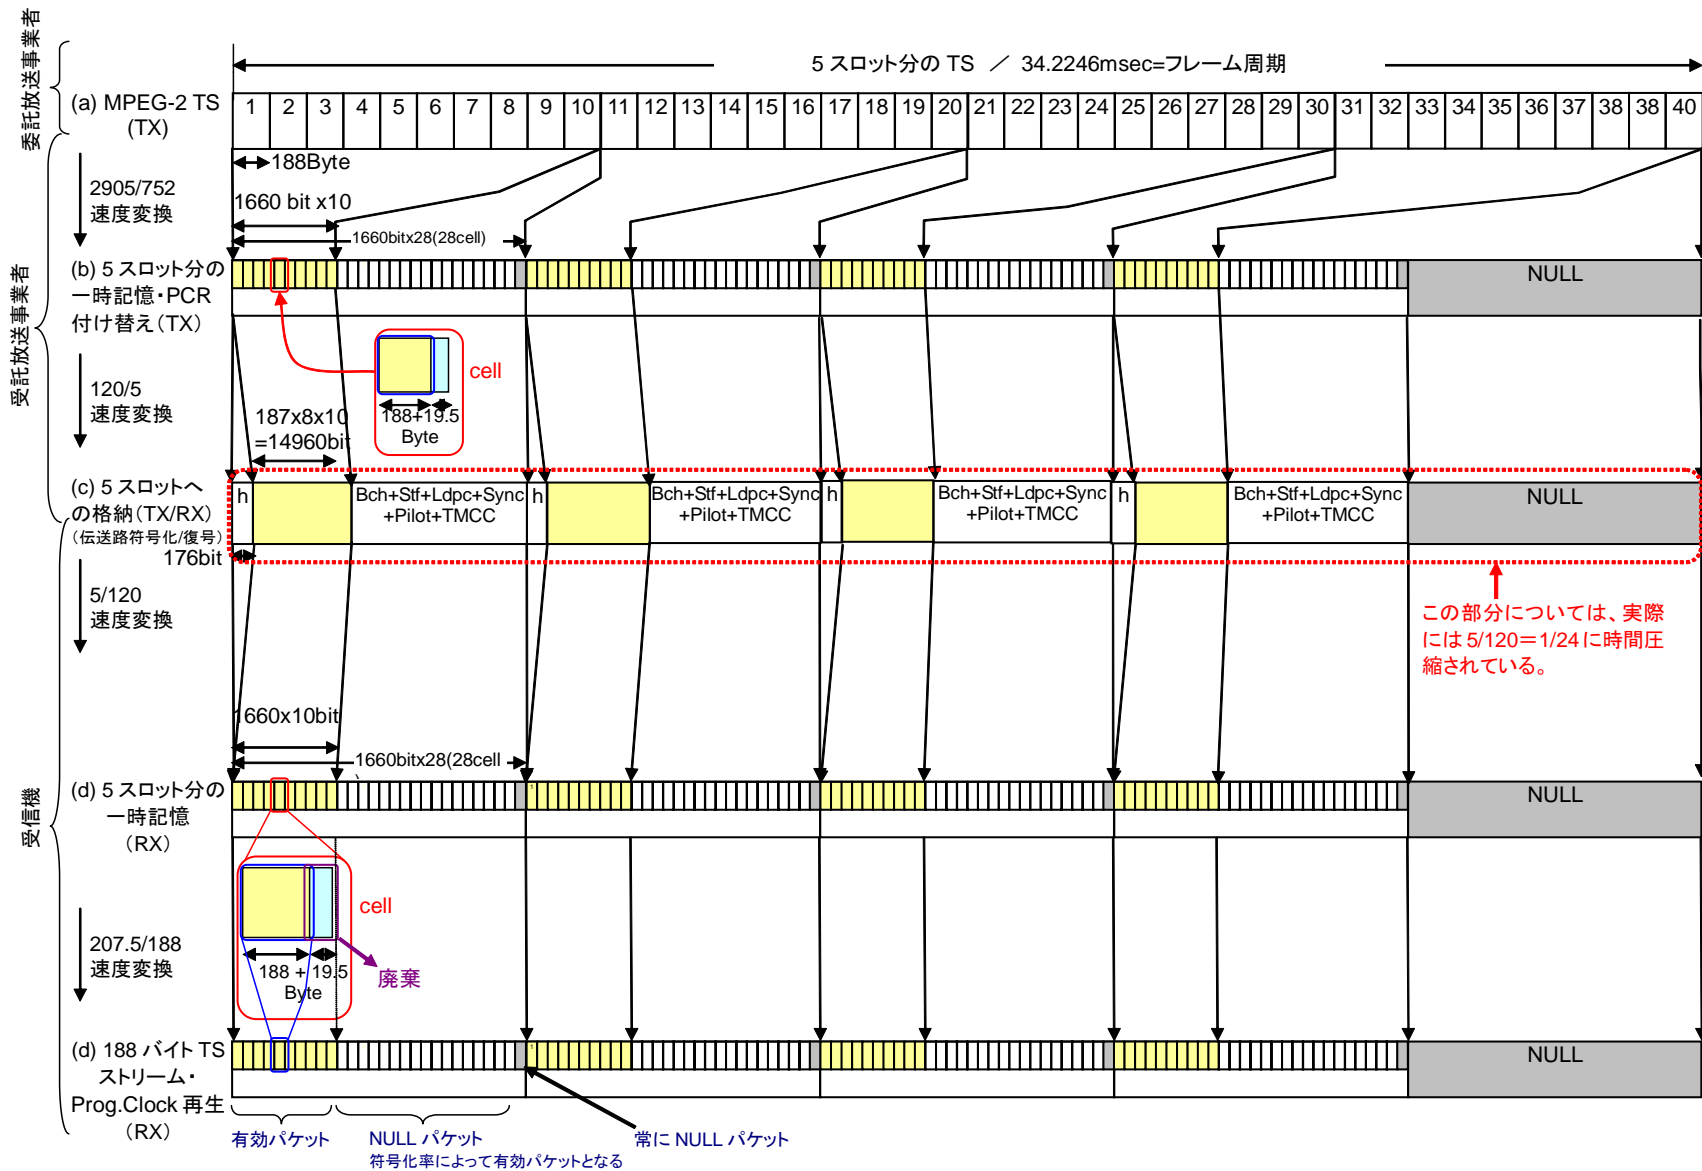 委託放送事業者
受託放送事業者
受信機
5 スロット分の TS ／ 34.2246msec=フレーム周期
(a) MPEG-2 TS
(TX)
1 2 3 4 5 6 7 8 9 10 11 12 13 14 15 16 17 18 19 20 21 22 23 24 25 26 27 28 29 30 31 32 33 34 35 36 37 38 38 40
188Byte
2905/752
速度変換
1660 bit x10
1660bitx28(28cell)
(b) 5 スロット分の
一時記憶・PCR
付け替え（TX）
NULL
cell
188+19.5
Byte
120/5
速度変換
187x8x10
=14960bit
(c) 5 スロットへ
の格納（TX/RX）
（伝送路符号化/復号）
176bit
h
Bch+Stf+Ldpc+Sync
+Pilot+TMCC
h
Bch+Stf+Ldpc+Sync
+Pilot+TMCC
h
Bch+Stf+Ldpc+Sync
+Pilot+TMCC
h
Bch+Stf+Ldpc+Sync
+Pilot+TMCC
NULL
5/120
速度変換
この部分については、実際
には 5/120＝1/24 に時間圧
縮されている。
1660x10bit
1660bitx28(28cell
(d) 5 スロット分の
一時記憶
（RX）
1
NULL
cell
188 + 19.5
Byte
廃棄
207.5/188
速度変換
(d) 188 バイト TS
ストリーム・
Prog.Clock 再生
（RX）
1
NULL
有効パケット
NULL パケット
符号化率によって有効パケットとなる
常に NULL パケット